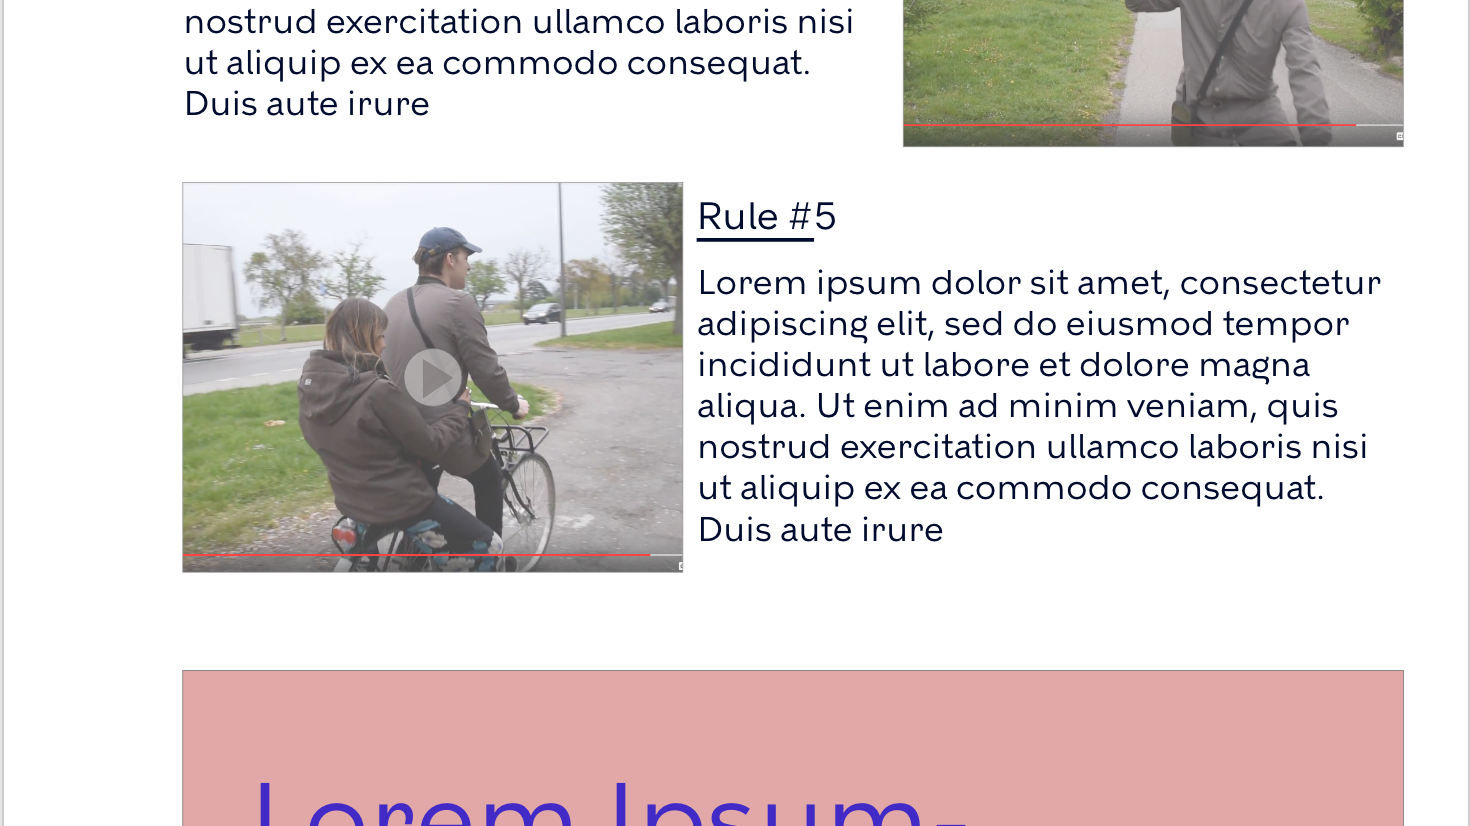 nostrud exercitation ullamco laboris nisi
ut aliquip ex ea commodo consequat.
Duis aute irure
Rule #5
Lorem ipsum dolor sit amet, consectetur
adipiscing elit, sed do eiusmod tempor
incididunt ut labore et dolore magna
aliqua. Ut enim ad minim veniam, quis
nostrud exercitation ullamco laboris nisi
ut aliquip ex ea commodo consequat.
Duis aute irure
Lorem Ipsum-